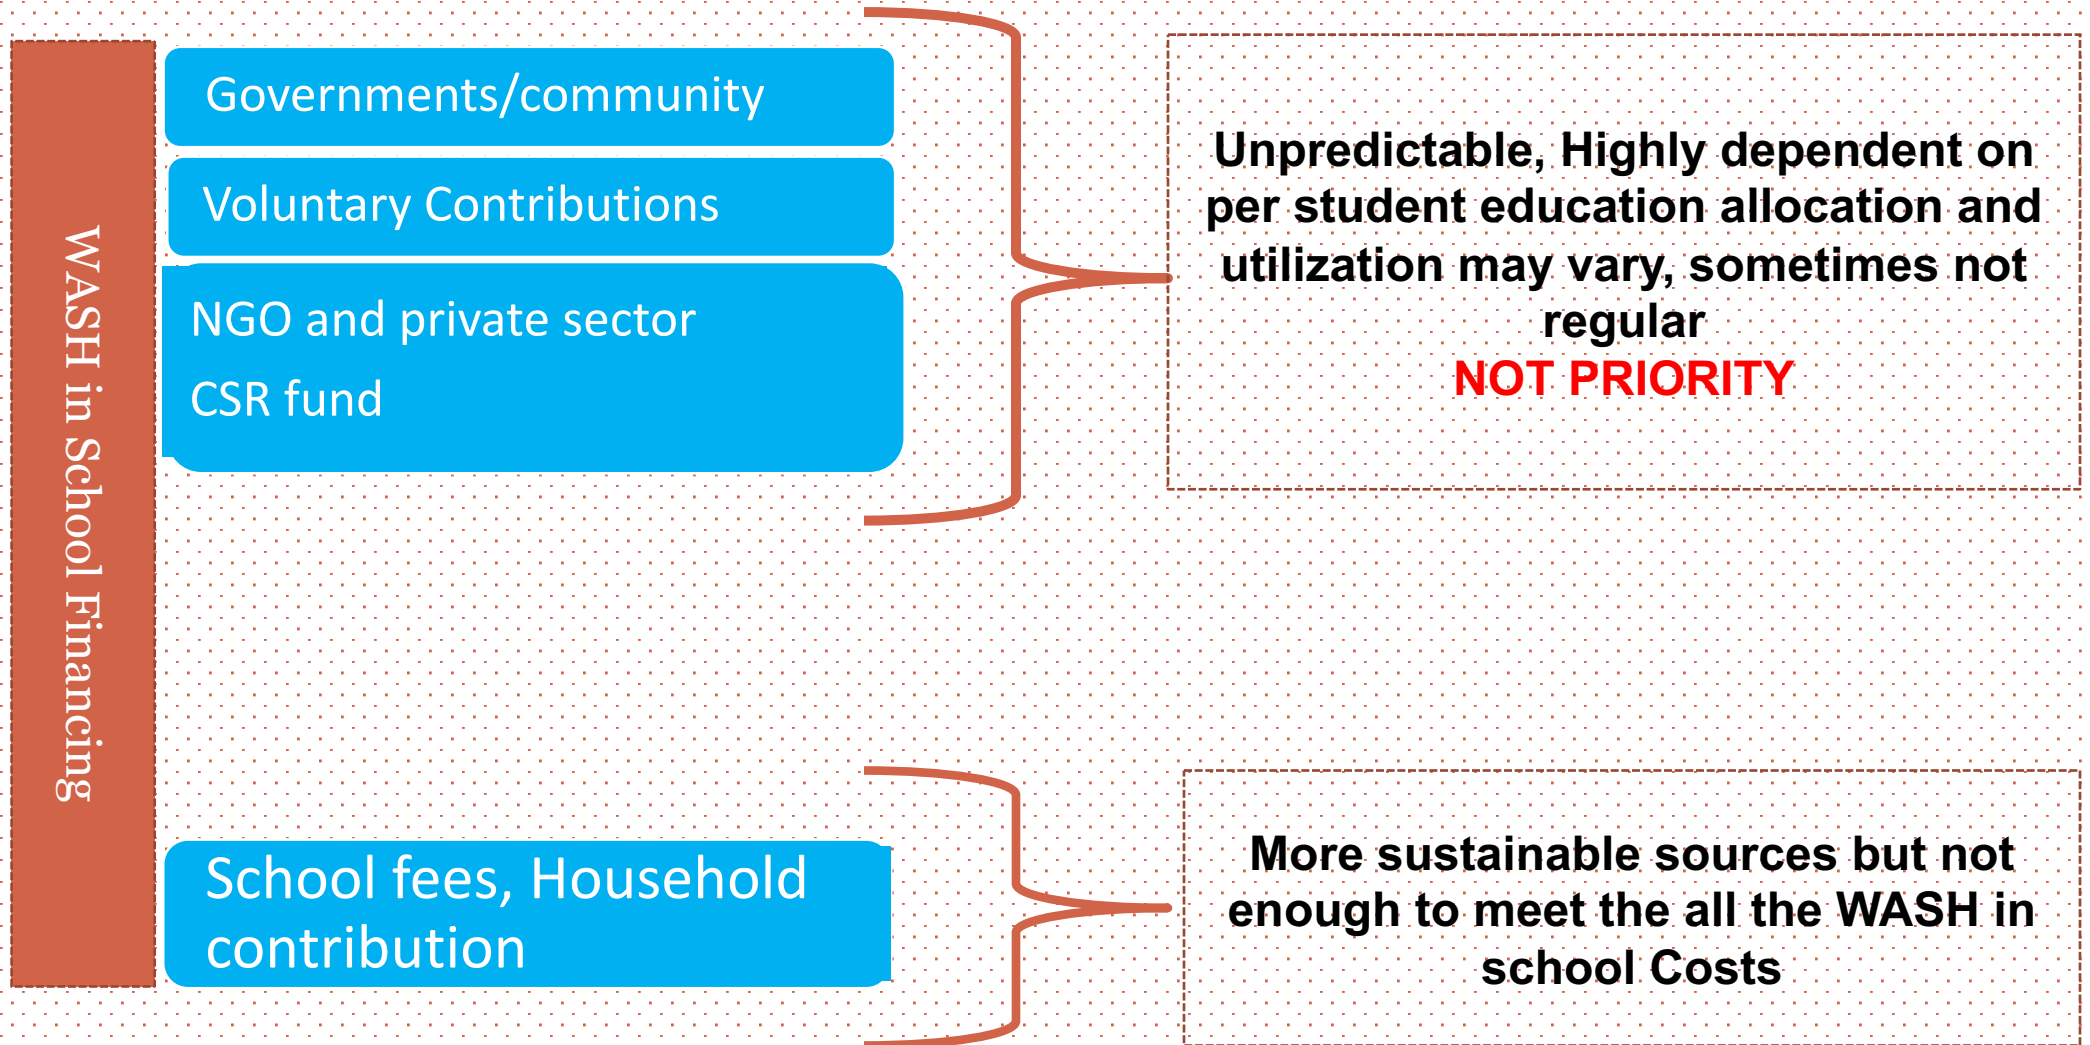 WASH in School Financing
Governments/community
Voluntary Contributions
NGO and private sector
CSR fund
Unpredictable, Highly dependent on
per student education allocation and
utilization may vary, sometimes not
regular
NOT PRIORITY
School fees, Household
contribution
More sustainable sources but not
enough to meet the all the WASH in
school Costs